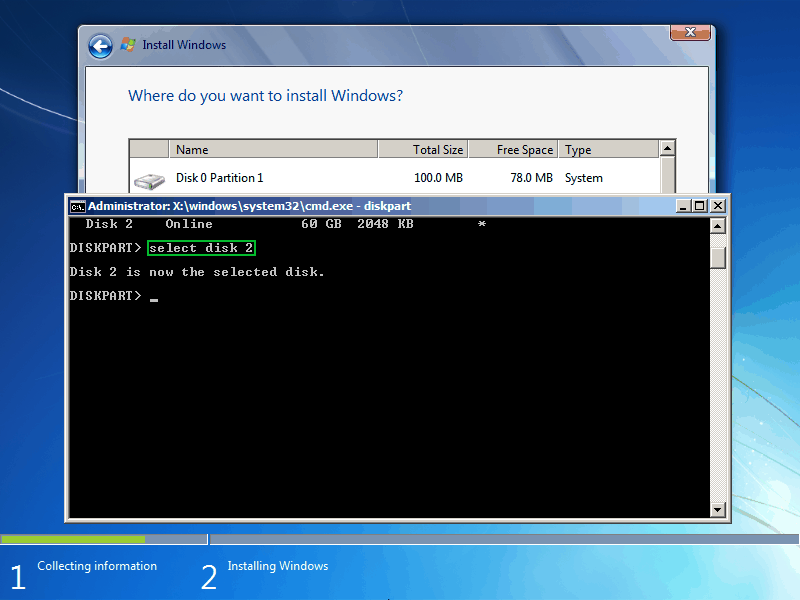 Install Windows
Where do you want to install Windows?
Name Total Size Free Space Type
Disk 0 Partition 1 100.0 MB 78.0 MB System
Administrator: X:\windows\system32\cmd.exe - diskpart
Disk 2 Online 60 GB 2048 KB *
DISKPART> select disk 2
Disk 2 is now the selected disk.
DISKPART> _
1 Collecting information 2 Installing Windows